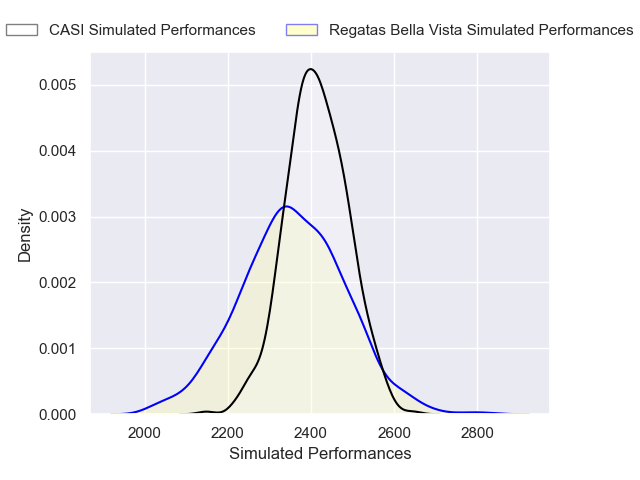 CASI Simulated Performances
Regatas Bella Vista Simulated Performances
0.005
0.004
0.003
0.002
0.001
0.000
Density
2000
2200
2400
2600
2800
Simulated Performances